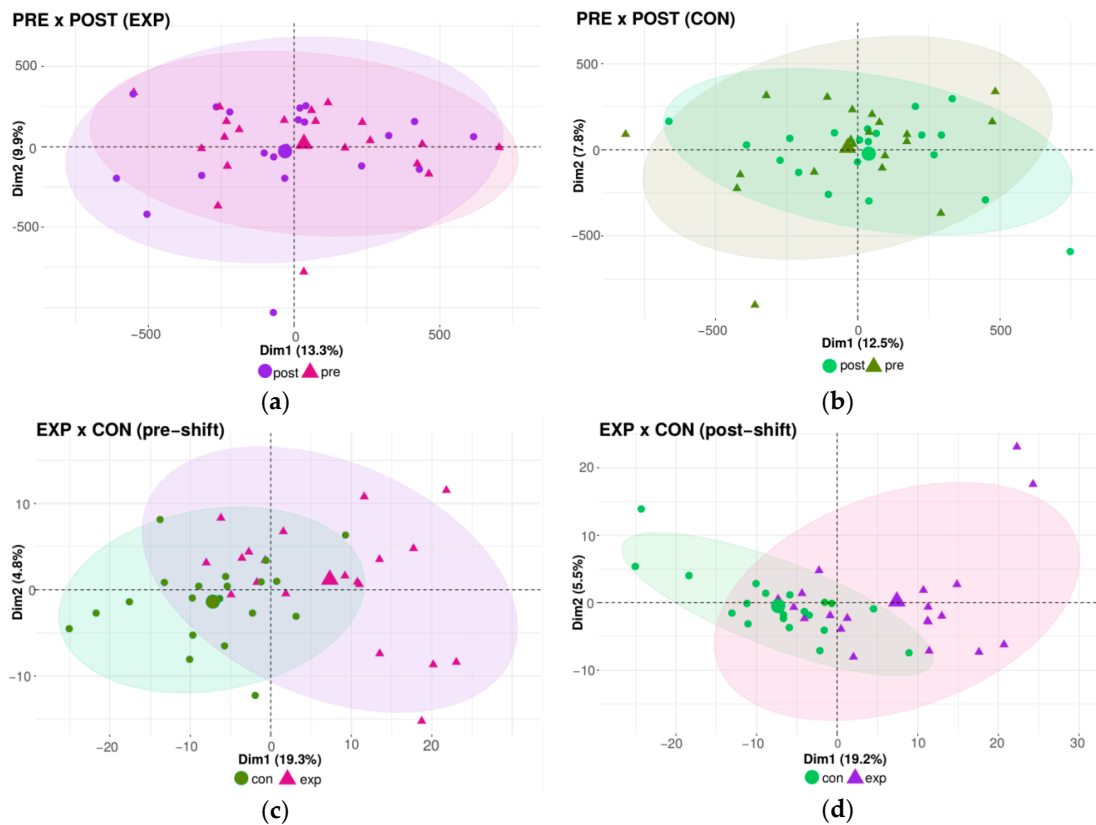 PRE x POST (EXP)
500
0
−500
Dim2 (9.9%)
−500
0
500
Dim1 (13.3%)
post
pre
(a)
PRE x POST (CON)
500
0
−500
Dim2 (7.8%)
−500
0
500
Dim1 (12.5%)
post
pre
(b)
EXP x CON (pre−shift)
10
0
−10
Dim2 (4.8%)
−20
−10
0
10
20
Dim1 (19.3%)
con
exp
(c)
EXP x CON (post−shift)
20
10
0
−10
Dim2 (5.5%)
−20
−10
0
10
20
30
Dim1 (19.2%)
con
exp
(d)